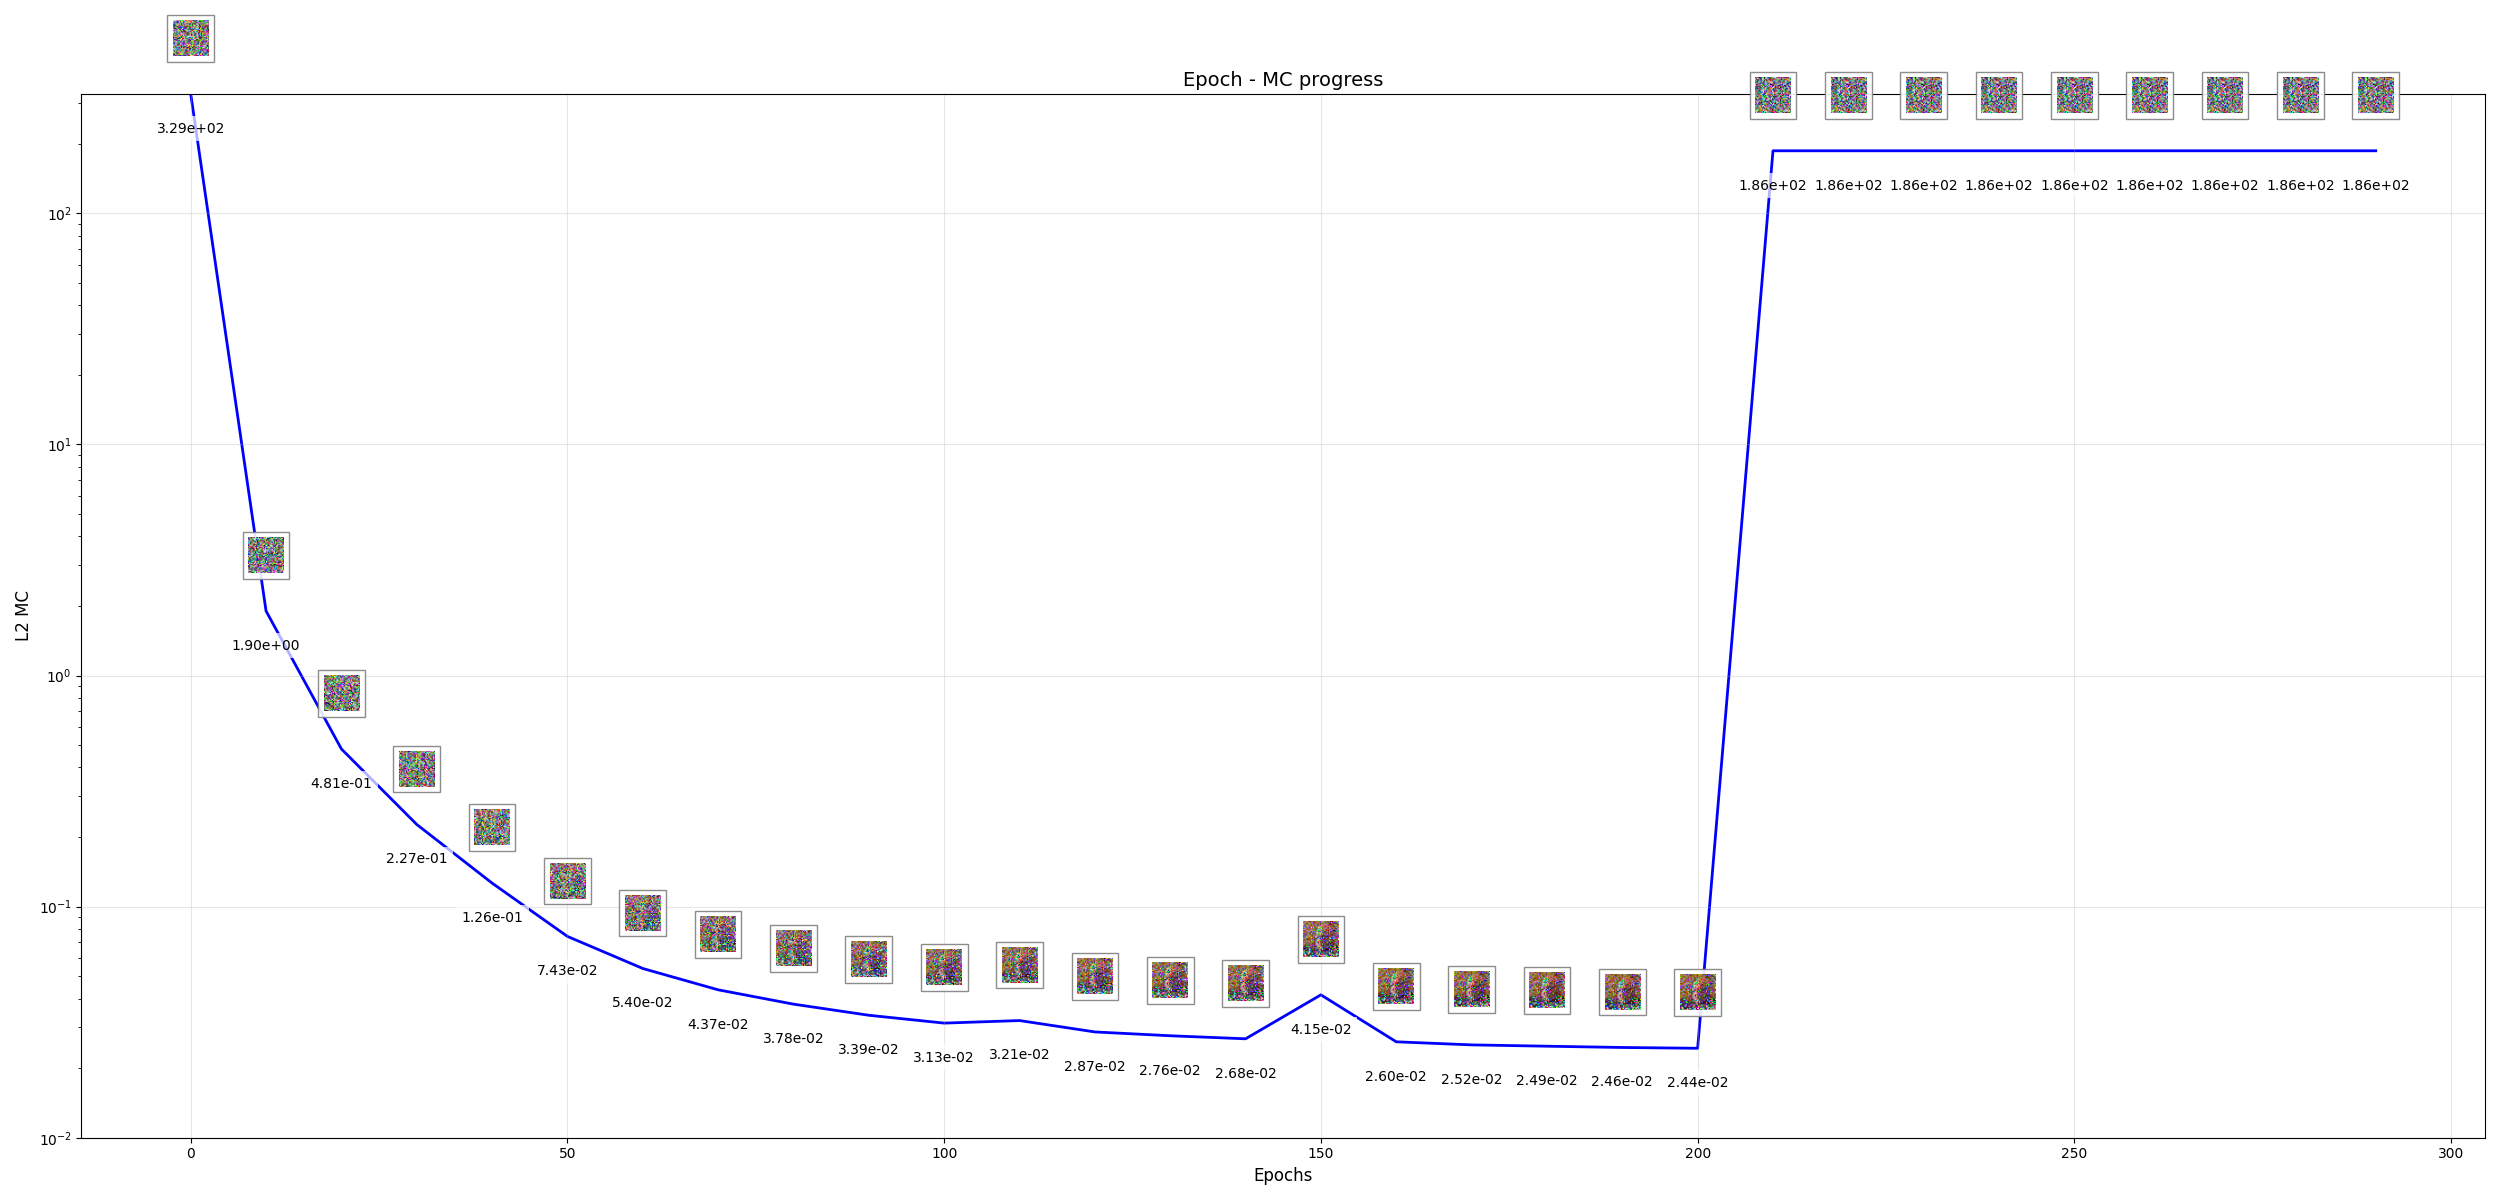 Epoch - MC progress
3.29e+02
1.86e+02 1.86e+02 1.86e+02 1.86e+02 1.86e+02 1.86e+02 1.86e+02 1.86e+02 1.86e+02
10²
10¹
L2 MC
1.90e+00
10⁰
4.81e-01
2.27e-01
10⁻¹
1.26e-01
7.43e-02
5.40e-02
4.37e-02
3.78e-02
3.39e-02
3.13e-02
3.21e-02
2.87e-02
2.76e-02
2.68e-02
4.15e-02
2.60e-02
2.52e-02
2.49e-02
2.46e-02
2.44e-02
10⁻²
0 50 100 150 200 250 300
Epochs